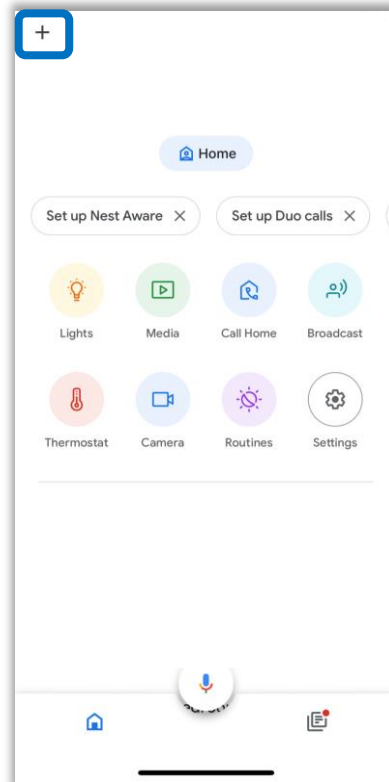 +
Home
Set up Nest Aware X Set up Duo calls X
Lights Media Call Home Broadcast
Thermostat Camera Routines Settings